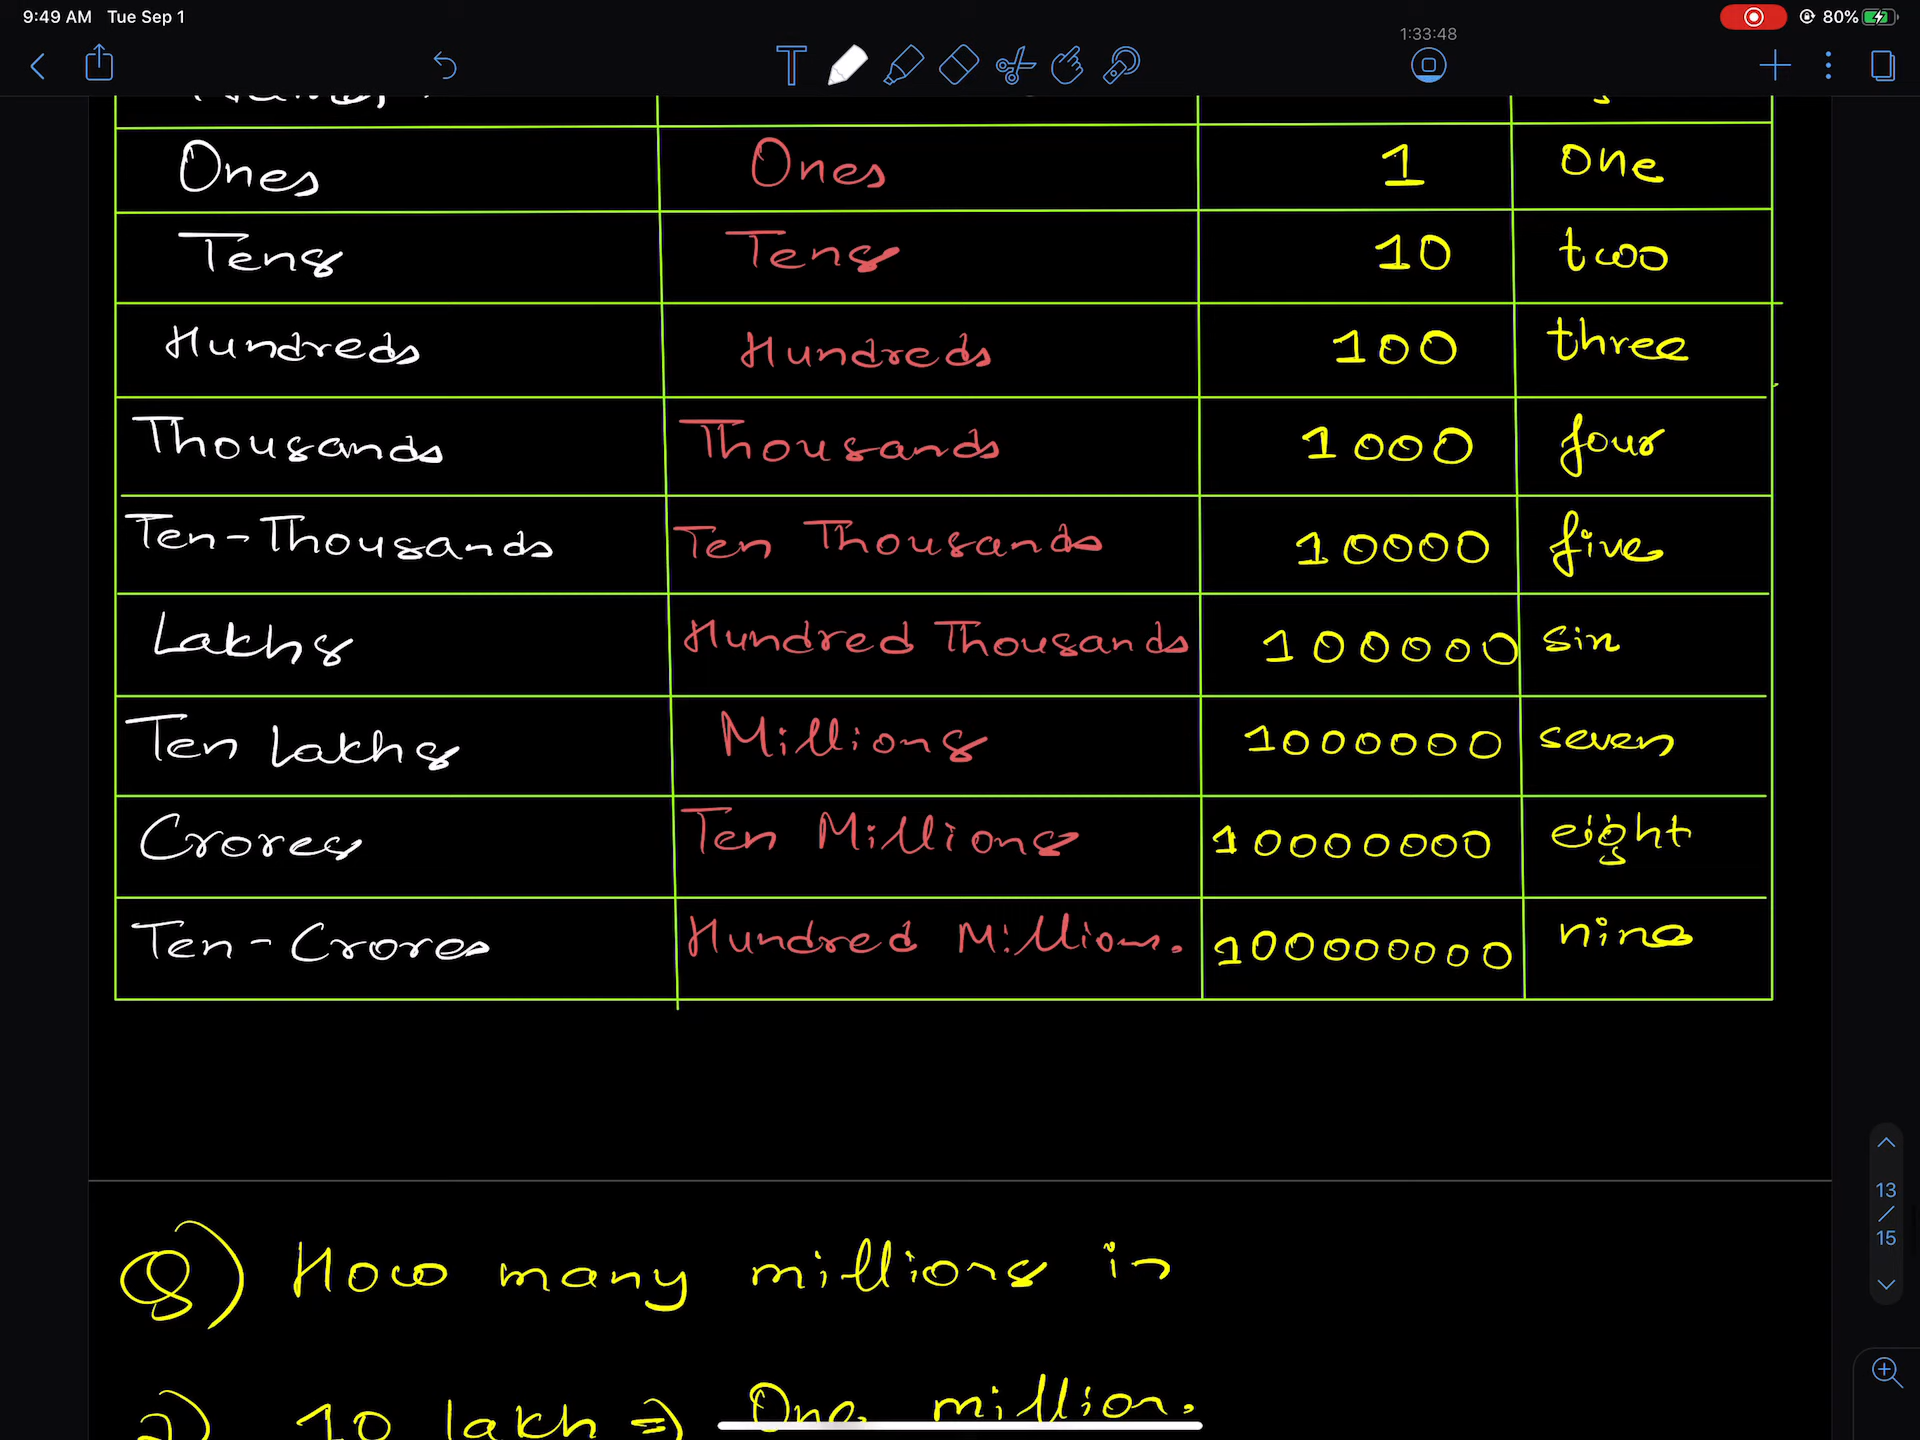 9:49 AM Tue Sep 1
80%
1:33:48
Ones Ones 1 one
Tens Tens 10 two
Hundreds Hundreds 100 three
Thousands Thousands 1000 four
Ten-Thousands Ten Thousands 10000 five
Lakhs Hundred Thousands 100000 six
Ten Lakhs Millions 1000000 seven
Crores Ten Millions 10000000 eight
Ten-Crores Hundred Millions. 100000000 nine
13
/
15
Q) How many millions in
10 lakh => One million.